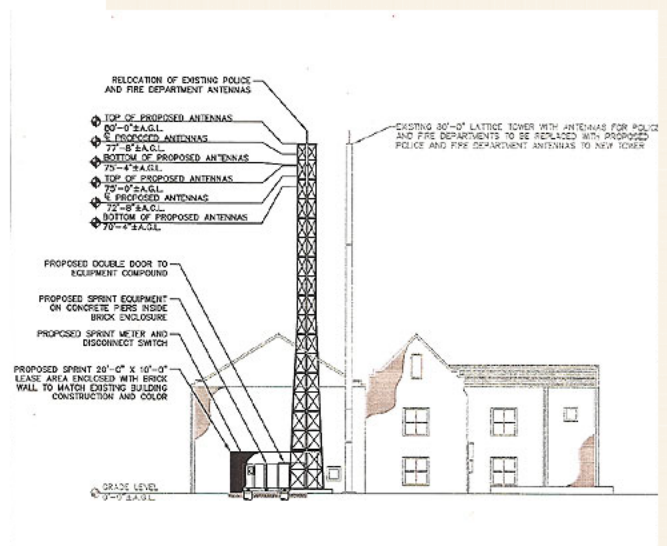 RELOCATION OF EXISTING POLICE
AND FIRE DEPARTMENT ANTENNAS
TOP OF PROPOSED ANTENNAS
80'-0"±A.G.L.
℄ PROPOSED ANTENNAS
77'-8"±A.G.L.
BOTTOM OF PROPOSED ANTENNAS
75'-4"±A.G.L.
TOP OF PROPOSED ANTENNAS
75'-0"±A.G.L.
℄ PROPOSED ANTENNAS
72'-8"±A.G.L.
BOTTOM OF PROPOSED ANTENNAS
70'-4"±A.G.L.
EXISTING 80'-0" LATTICE TOWER WITH ANTENNAS FOR POLICE
AND FIRE DEPARTMENTS TO BE REPLACED WITH PROPOSED
POLICE AND FIRE DEPARTMENT ANTENNAS TO NEW TOWER
PROPOSED DOUBLE DOOR TO
EQUIPMENT COMPOUND
PROPOSED SPRINT EQUIPMENT
ON CONCRETE PIERS INSIDE
BRICK ENCLOSURE
PROPOSED SPRINT METER AND
DISCONNECT SWITCH
PROPOSED SPRINT 20'-0" X 10'-0"
LEASE AREA ENCLOSED WITH BRICK
WALL TO MATCH EXISTING BUILDING
CONSTRUCTION AND COLOR
GRADE LEVEL
0'-0"±A.G.L.